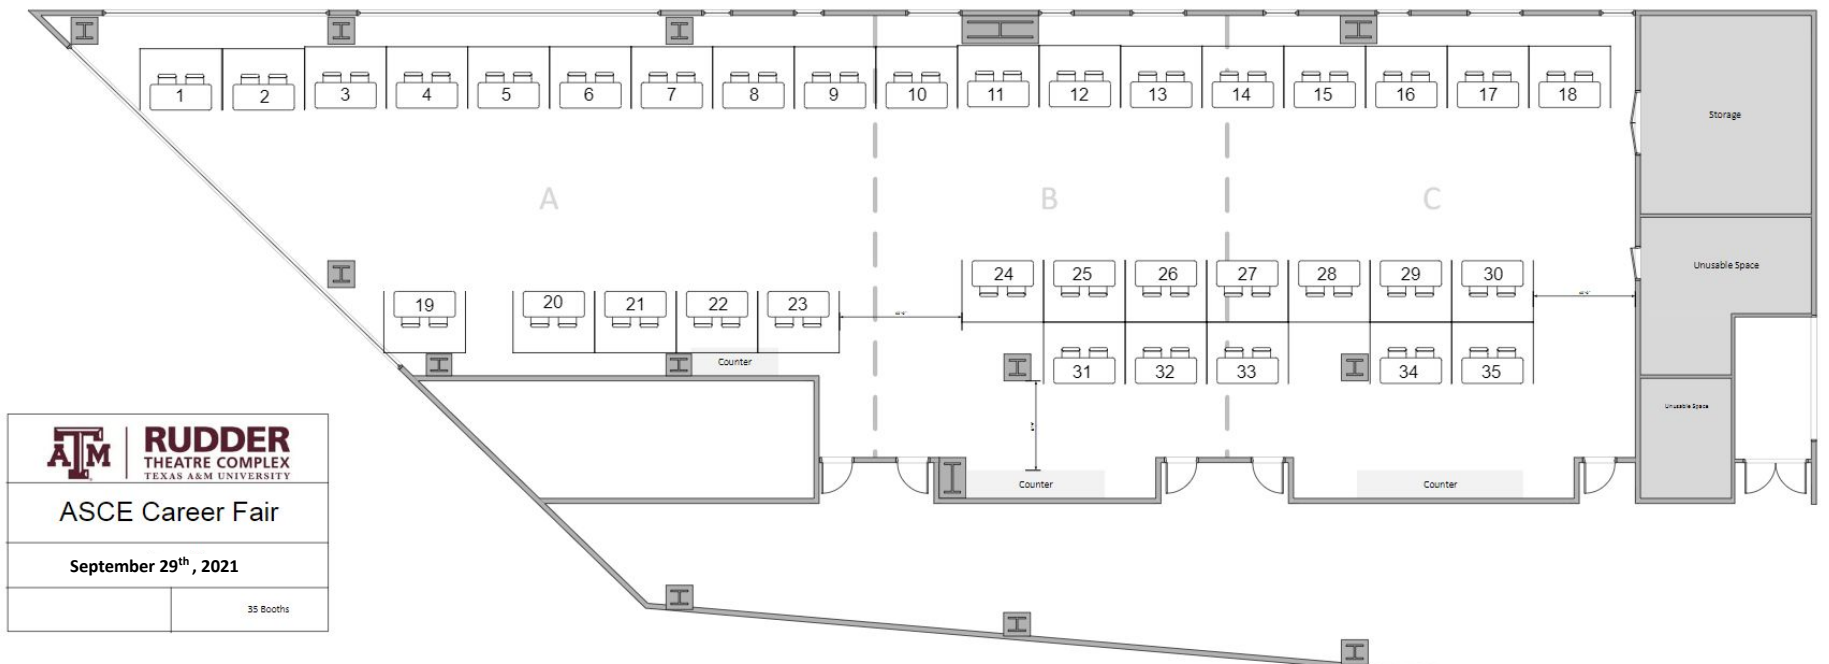 1 2 3 4 5 6 7 8 9 10 11 12 13 14 15 16 17 18
Storage
A B C
Unusable Space
24 25 26 27 28 29 30
19 20 21 22 23
Counter
31 32 33 34 35
Unusable Space
Counter Counter
ATM RUDDER
THEATRE COMPLEX
TEXAS A&M UNIVERSITY
ASCE Career Fair
September 29th, 2021
35 Booths